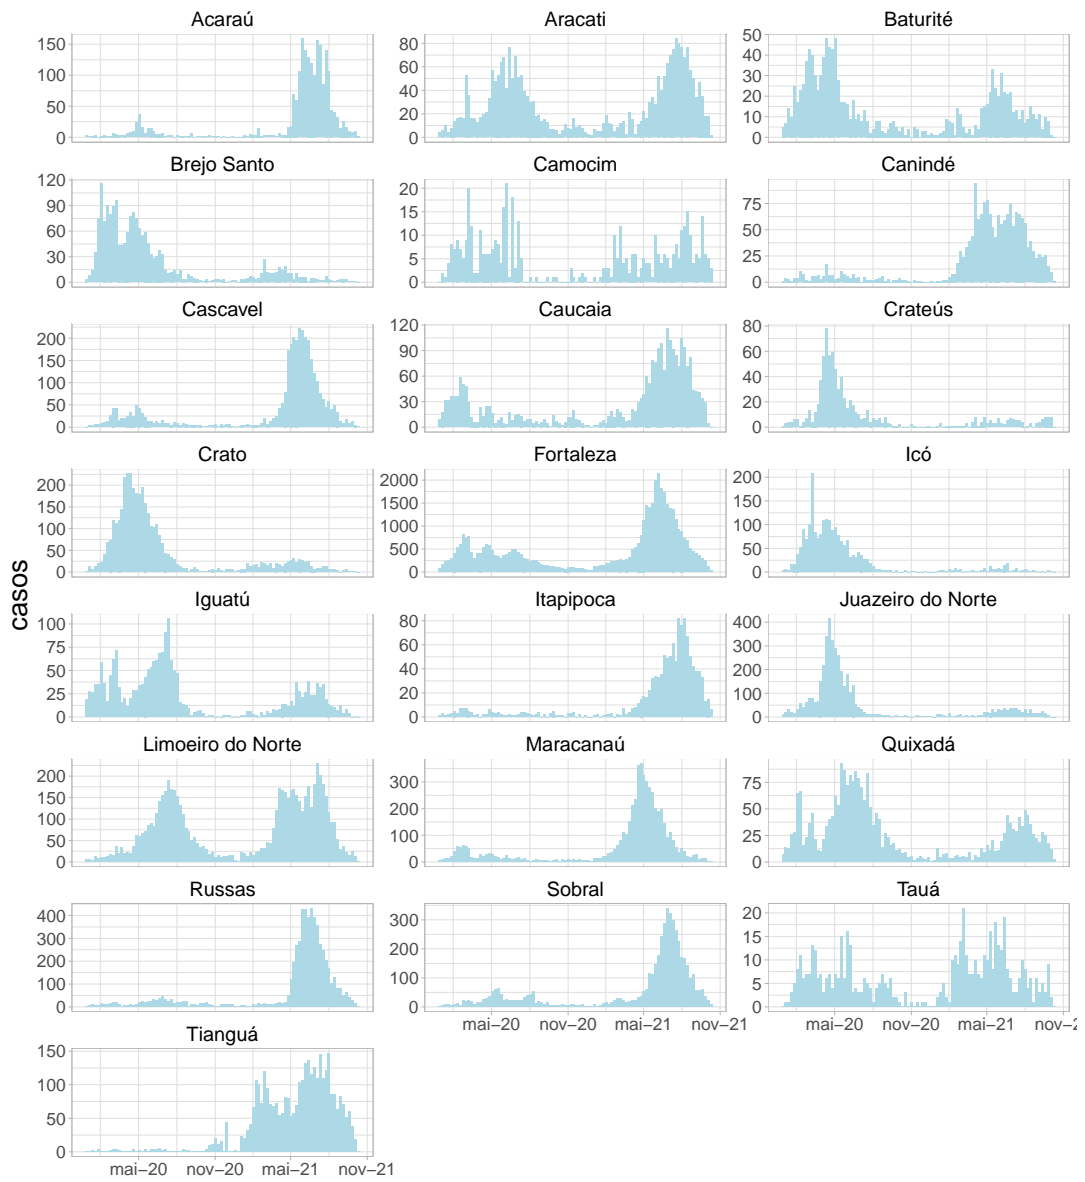 Acaraú Aracati Baturité
150 100 50 0
80 60 40 20 0
50 40 30 20 10 0
Brejo Santo Camocim Canindé
120 90 60 30 0
20 15 10 5 0
75 50 25 0
Cascavel Caucaia Crateús
200 150 100 50 0
120 90 60 30 0
80 60 40 20 0
Crato Fortaleza Icó
200 150 100 50 0
2000 1500 1000 500 0
200 150 100 50 0
casos
Iguatú Itapipoca Juazeiro do Norte
100 75 50 25 0
80 60 40 20 0
400 300 200 100 0
Limoeiro do Norte Maracanaú Quixadá
200 150 100 50 0
300 200 100 0
75 50 25 0
Russas Sobral Tauá
400 300 200 100 0
300 200 100 0
20 15 10 5 0
mai−20 nov−20 mai−21 nov−21
mai−20 nov−20 mai−21
Tianguá
150 100 50 0
mai−20 nov−20 mai−21 nov−21